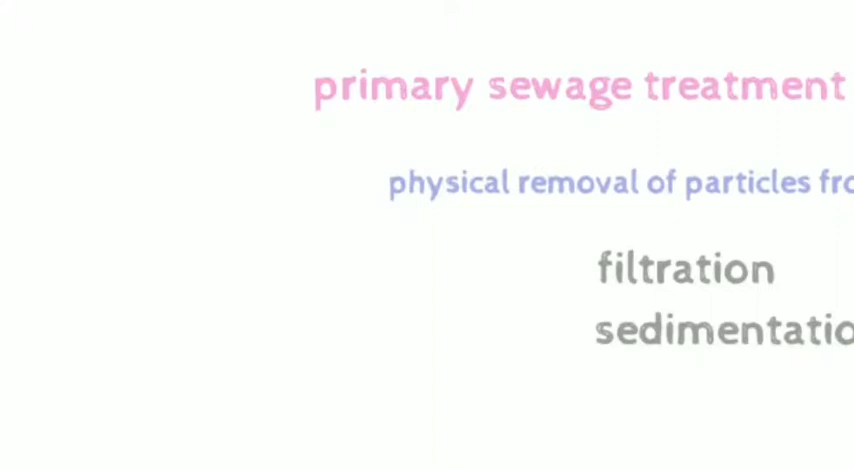 primary sewage treatment
physical removal of particles fro
filtration
sedimentatio